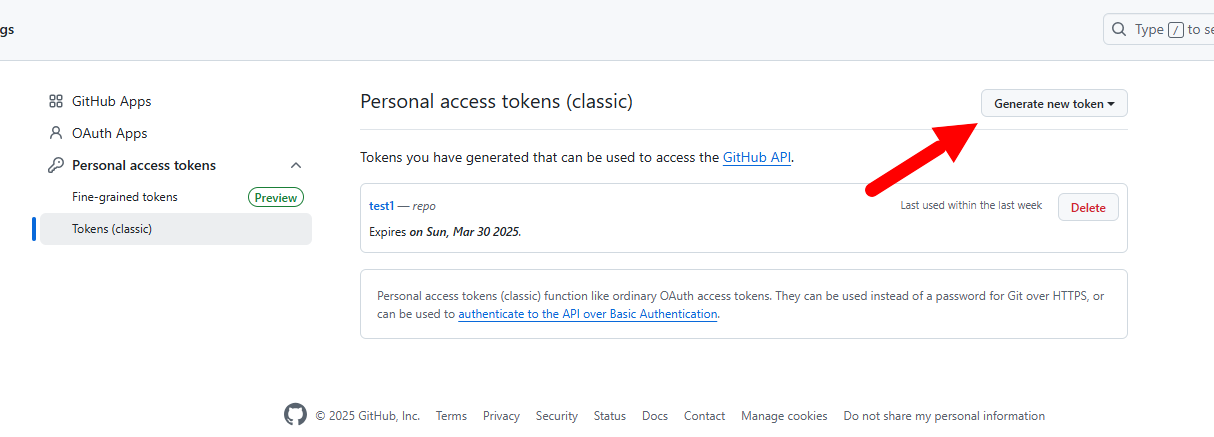 gs
Type / to se
GitHub Apps
OAuth Apps
Personal access tokens
Fine-grained tokens Preview
Tokens (classic)
Personal access tokens (classic)
Generate new token
Tokens you have generated that can be used to access the GitHub API.
test1 — repo
Last used within the last week
Delete
Expires on Sun, Mar 30 2025.
Personal access tokens (classic) function like ordinary OAuth access tokens. They can be used instead of a password for Git over HTTPS, or
can be used to authenticate to the API over Basic Authentication.
© 2025 GitHub, Inc. Terms Privacy Security Status Docs Contact Manage cookies Do not share my personal information